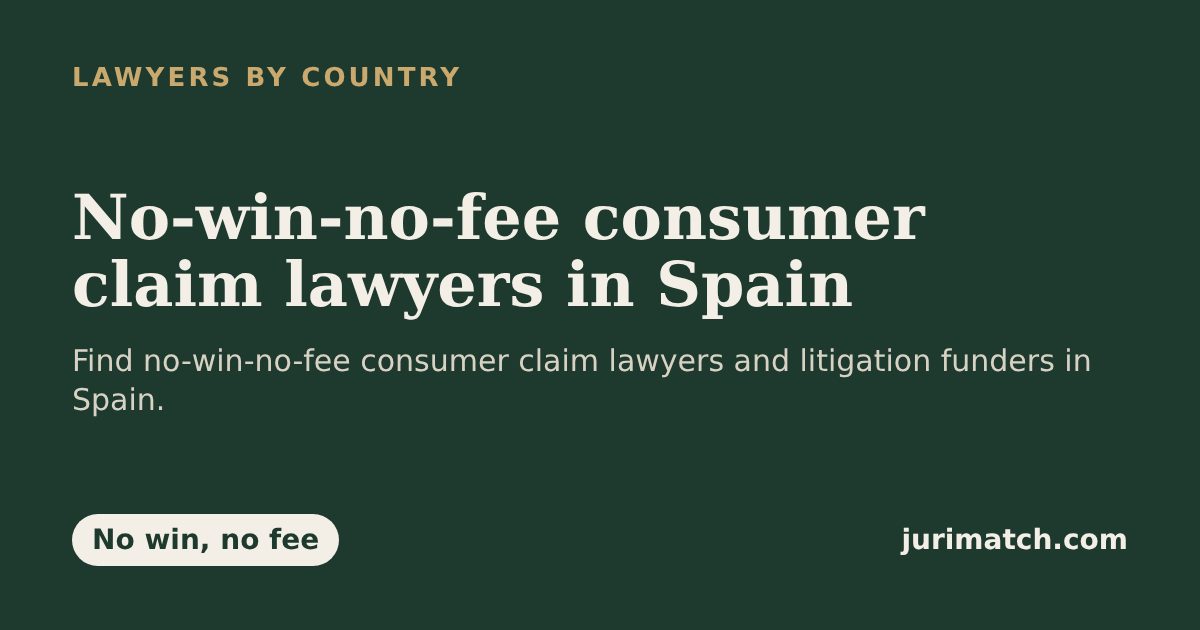 LAWYERS BY COUNTRY
No-win-no-fee consumer
claim lawyers in Spain
Find no-win-no-fee consumer claim lawyers and litigation funders in
Spain.
No win, no fee
jurimatch.com